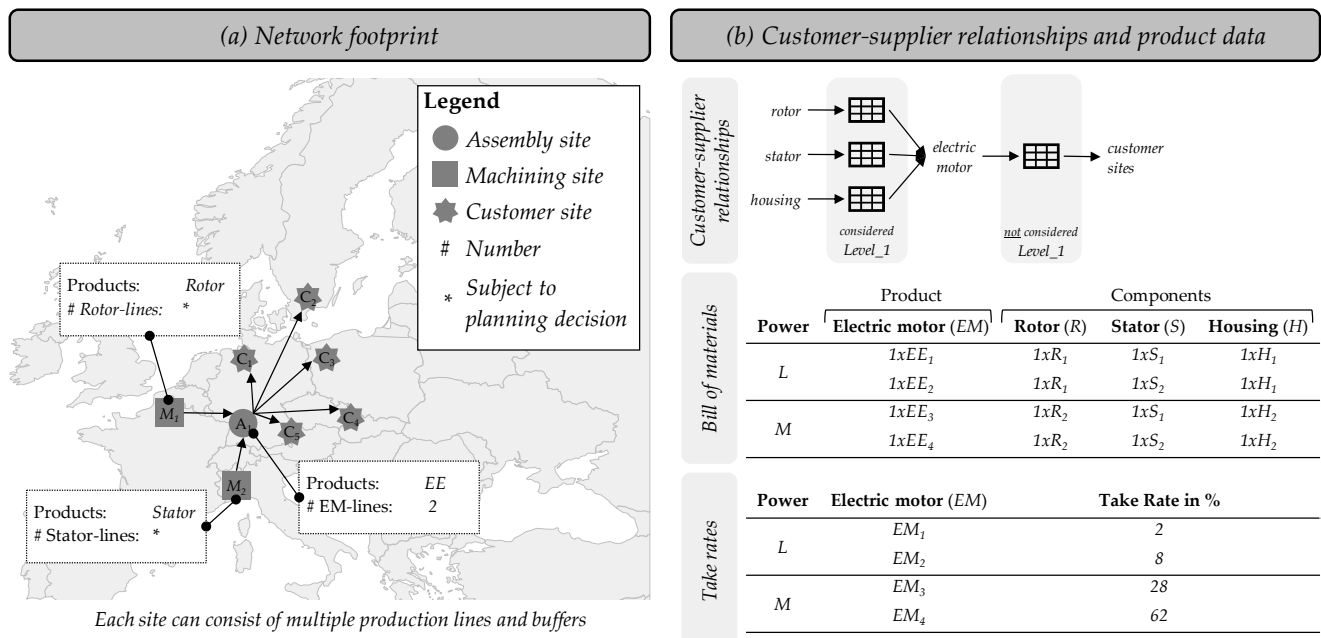 (a) Network footprint
Legend
Assembly site
Machining site
Customer site
# Number
* Subject to
planning decision
Products: Rotor
# Rotor-lines: *
C2
C1
C3
M1
A1
C4
C5
M2
Products: EE
# EM-lines: 2
Products: Stator
# Stator-lines: *
Each site can consist of multiple production lines and buffers
(b) Customer-supplier relationships and product data
Customer-supplier
relationships
rotor
stator
housing
considered
Level_1
electric
motor
not considered
Level_1
customer
sites
Bill of materials
Product Components
Power Electric motor (EM) Rotor (R) Stator (S) Housing (H)
L
1xEE1 1xR1 1xS1 1xH1
1xEE2 1xR1 1xS2 1xH1
M
1xEE3 1xR2 1xS1 1xH2
1xEE4 1xR2 1xS2 1xH2
Take rates
Power Electric motor (EM) Take Rate in %
L
EM1 2
EM2 8
M
EM3 28
EM4 62